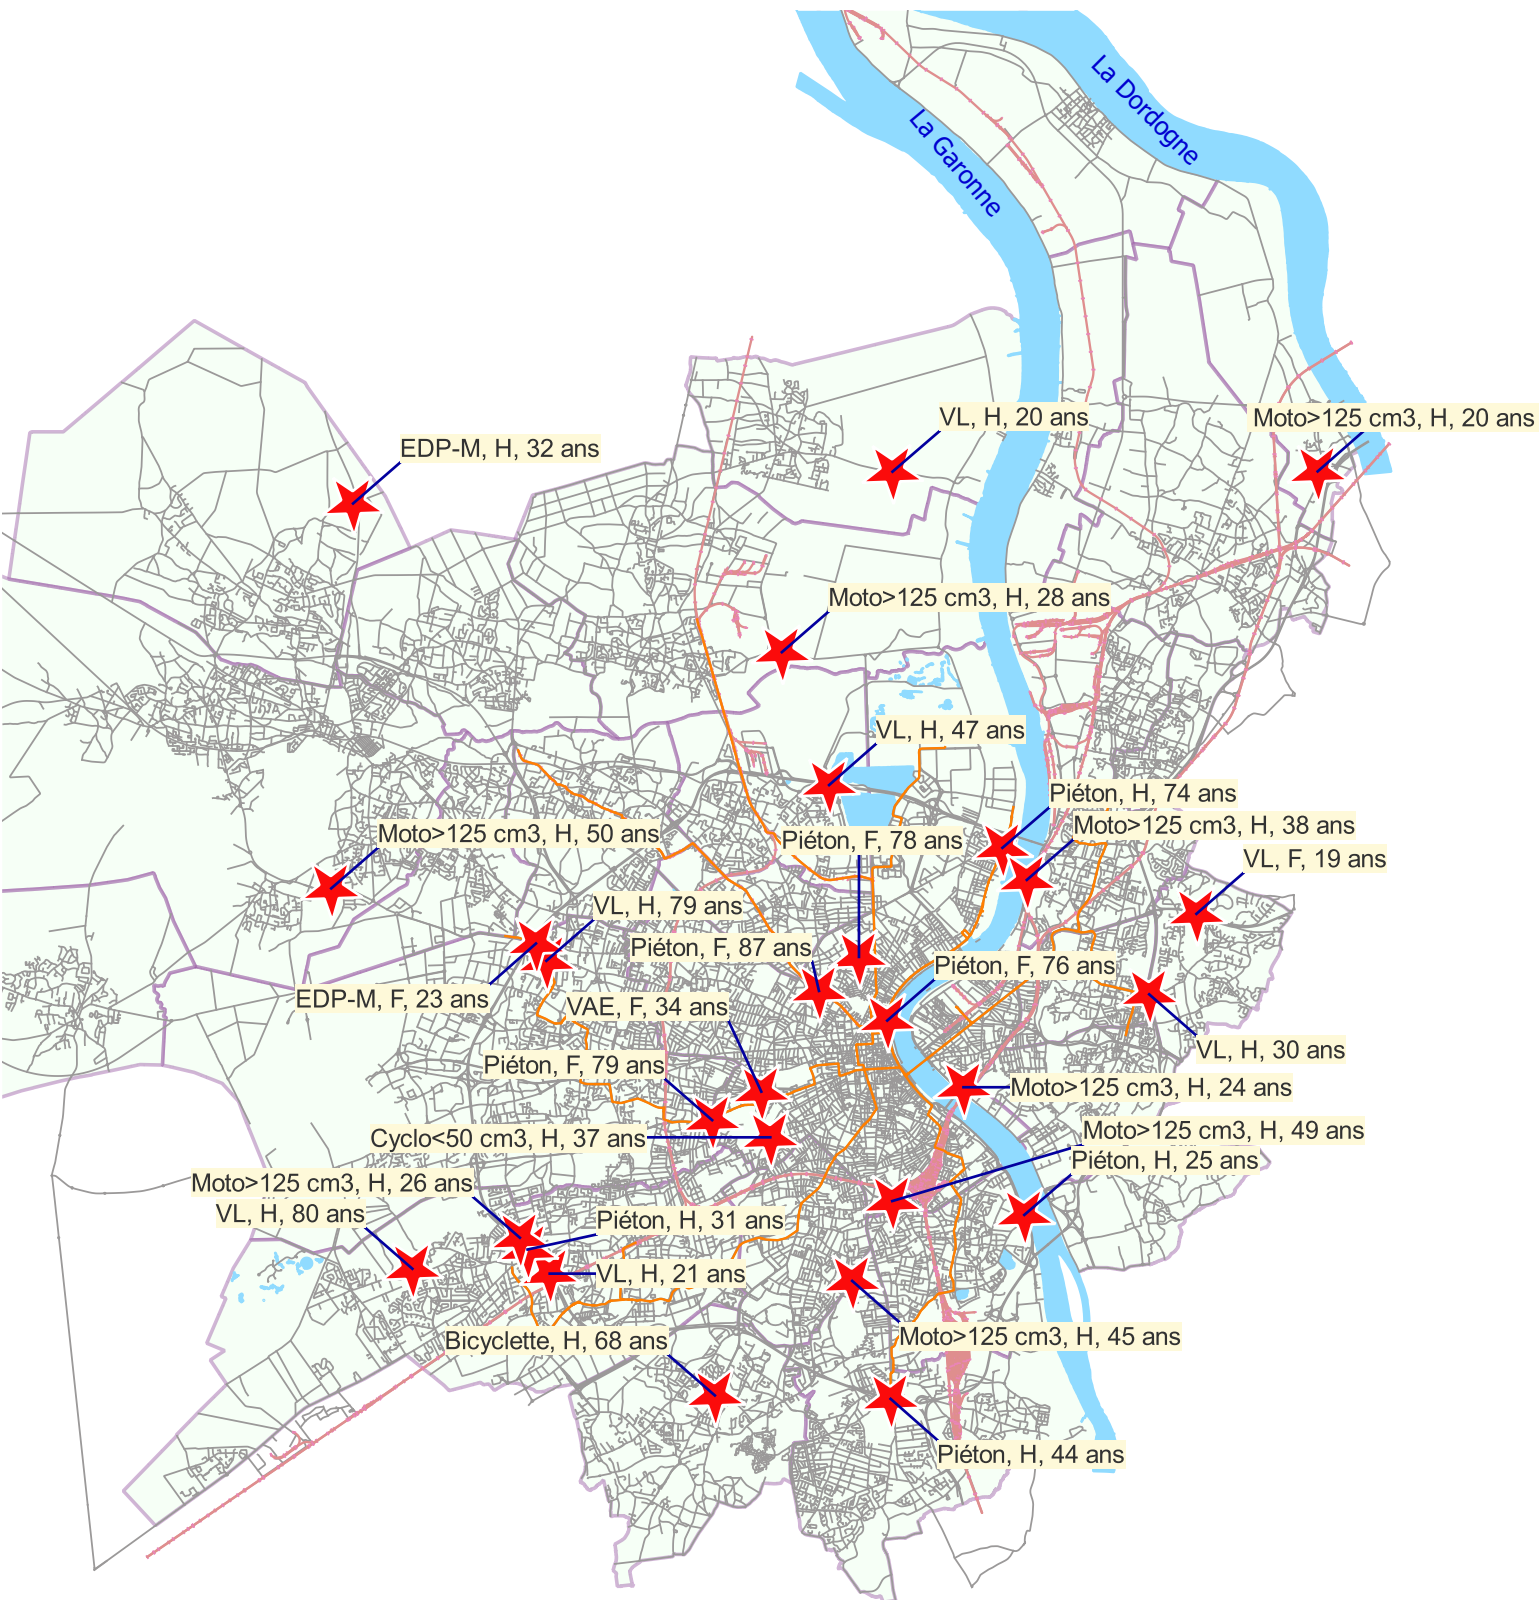 La Dordogne
La Garonne
VL, H, 20 ans
Moto>125 cm3, H, 20 ans
EDP-M, H, 32 ans
Moto>125 cm3, H, 28 ans
VL, H, 47 ans
Piéton, H, 74 ans
Moto>125 cm3, H, 38 ans
Moto>125 cm3, H, 50 ans
Piéton, F, 78 ans
VL, F, 19 ans
VL, H, 79 ans
Piéton, F, 87 ans
Piéton, F, 76 ans
EDP-M, F, 23 ans
VAE, F, 34 ans
VL, H, 30 ans
Piéton, F, 79 ans
Moto>125 cm3, H, 24 ans
Cyclo<50 cm3, H, 37 ans
Moto>125 cm3, H, 49 ans
Piéton, H, 25 ans
Moto>125 cm3, H, 26 ans
VL, H, 80 ans
Piéton, H, 31 ans
VL, H, 21 ans
Bicyclette, H, 68 ans
Moto>125 cm3, H, 45 ans
Piéton, H, 44 ans